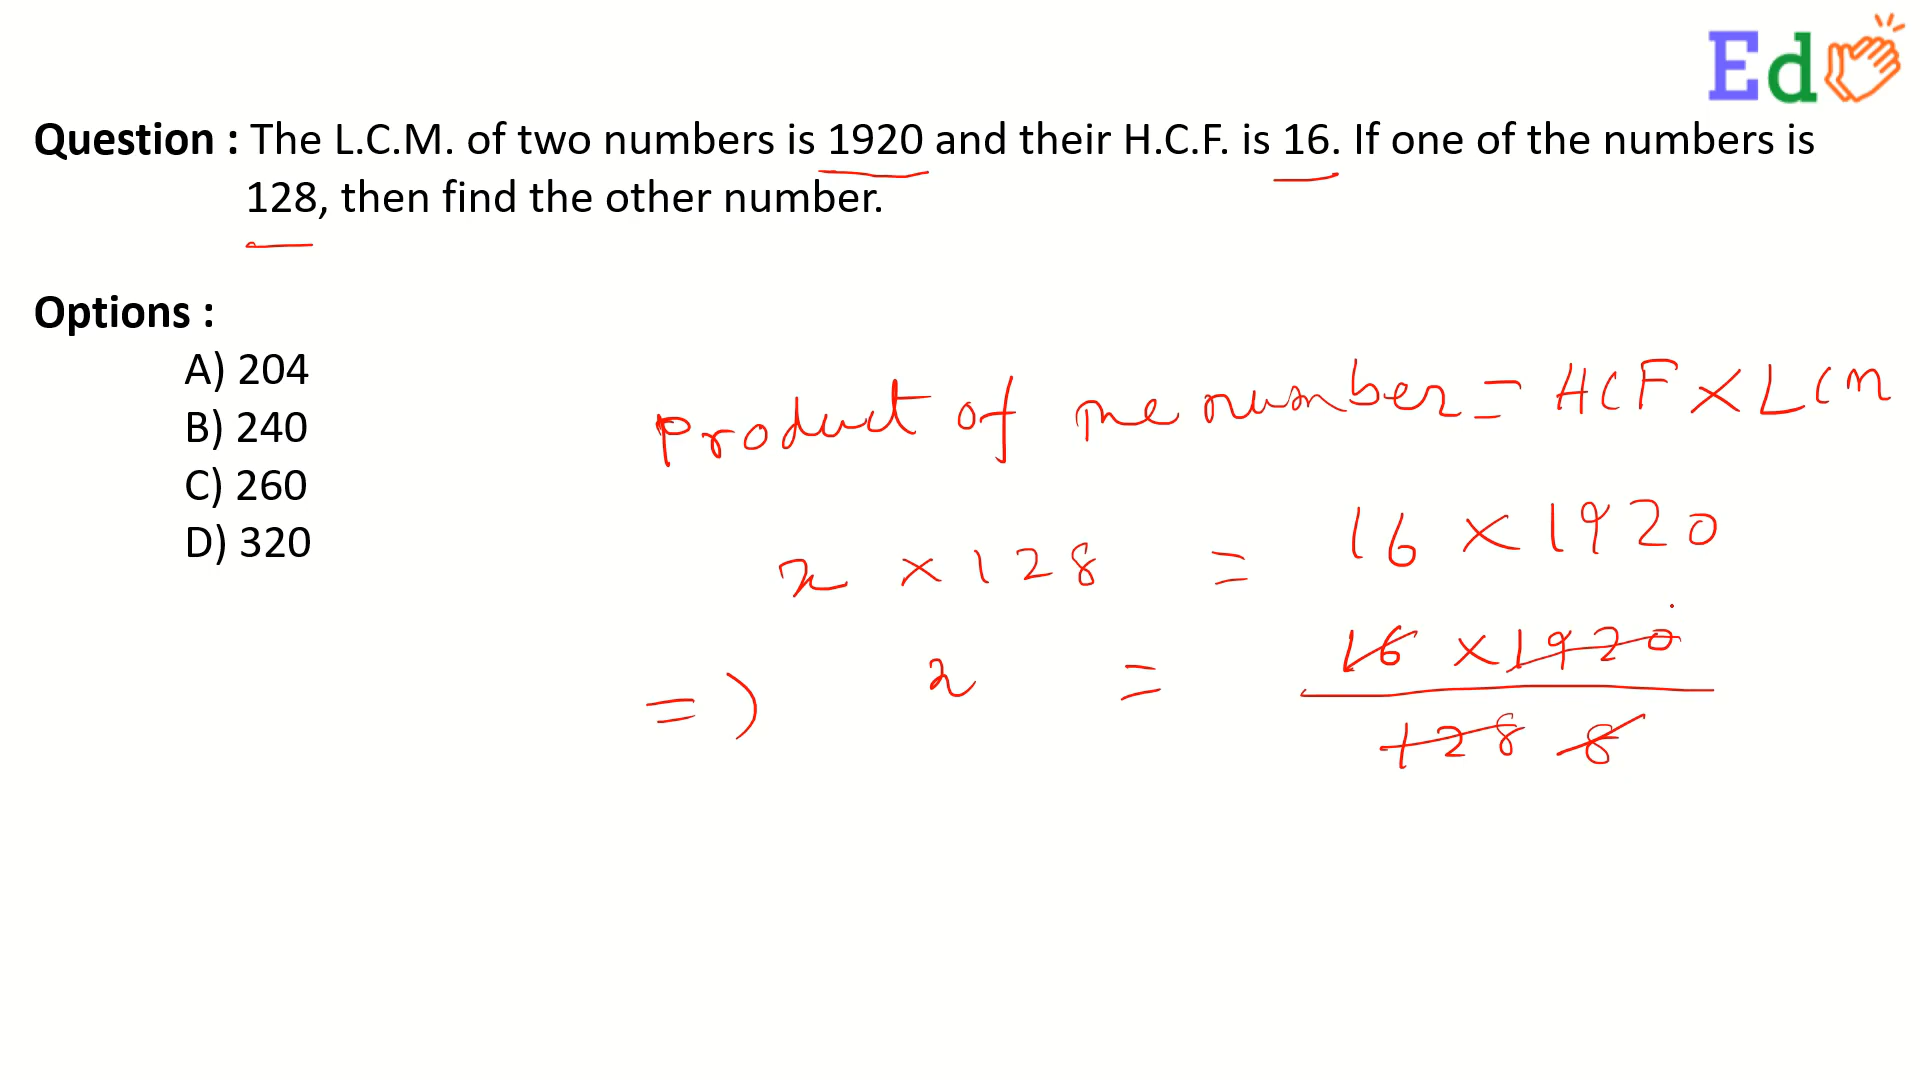 Ed
Question : The L.C.M. of two numbers is 1920 and their H.C.F. is 16. If one of the numbers is
128, then find the other number.
Options :
A) 204
B) 240
C) 260
D) 320
Product of the number = HCF × LCM
x × 128 = 16 × 1920
=> x = 16 × 1920
128 8